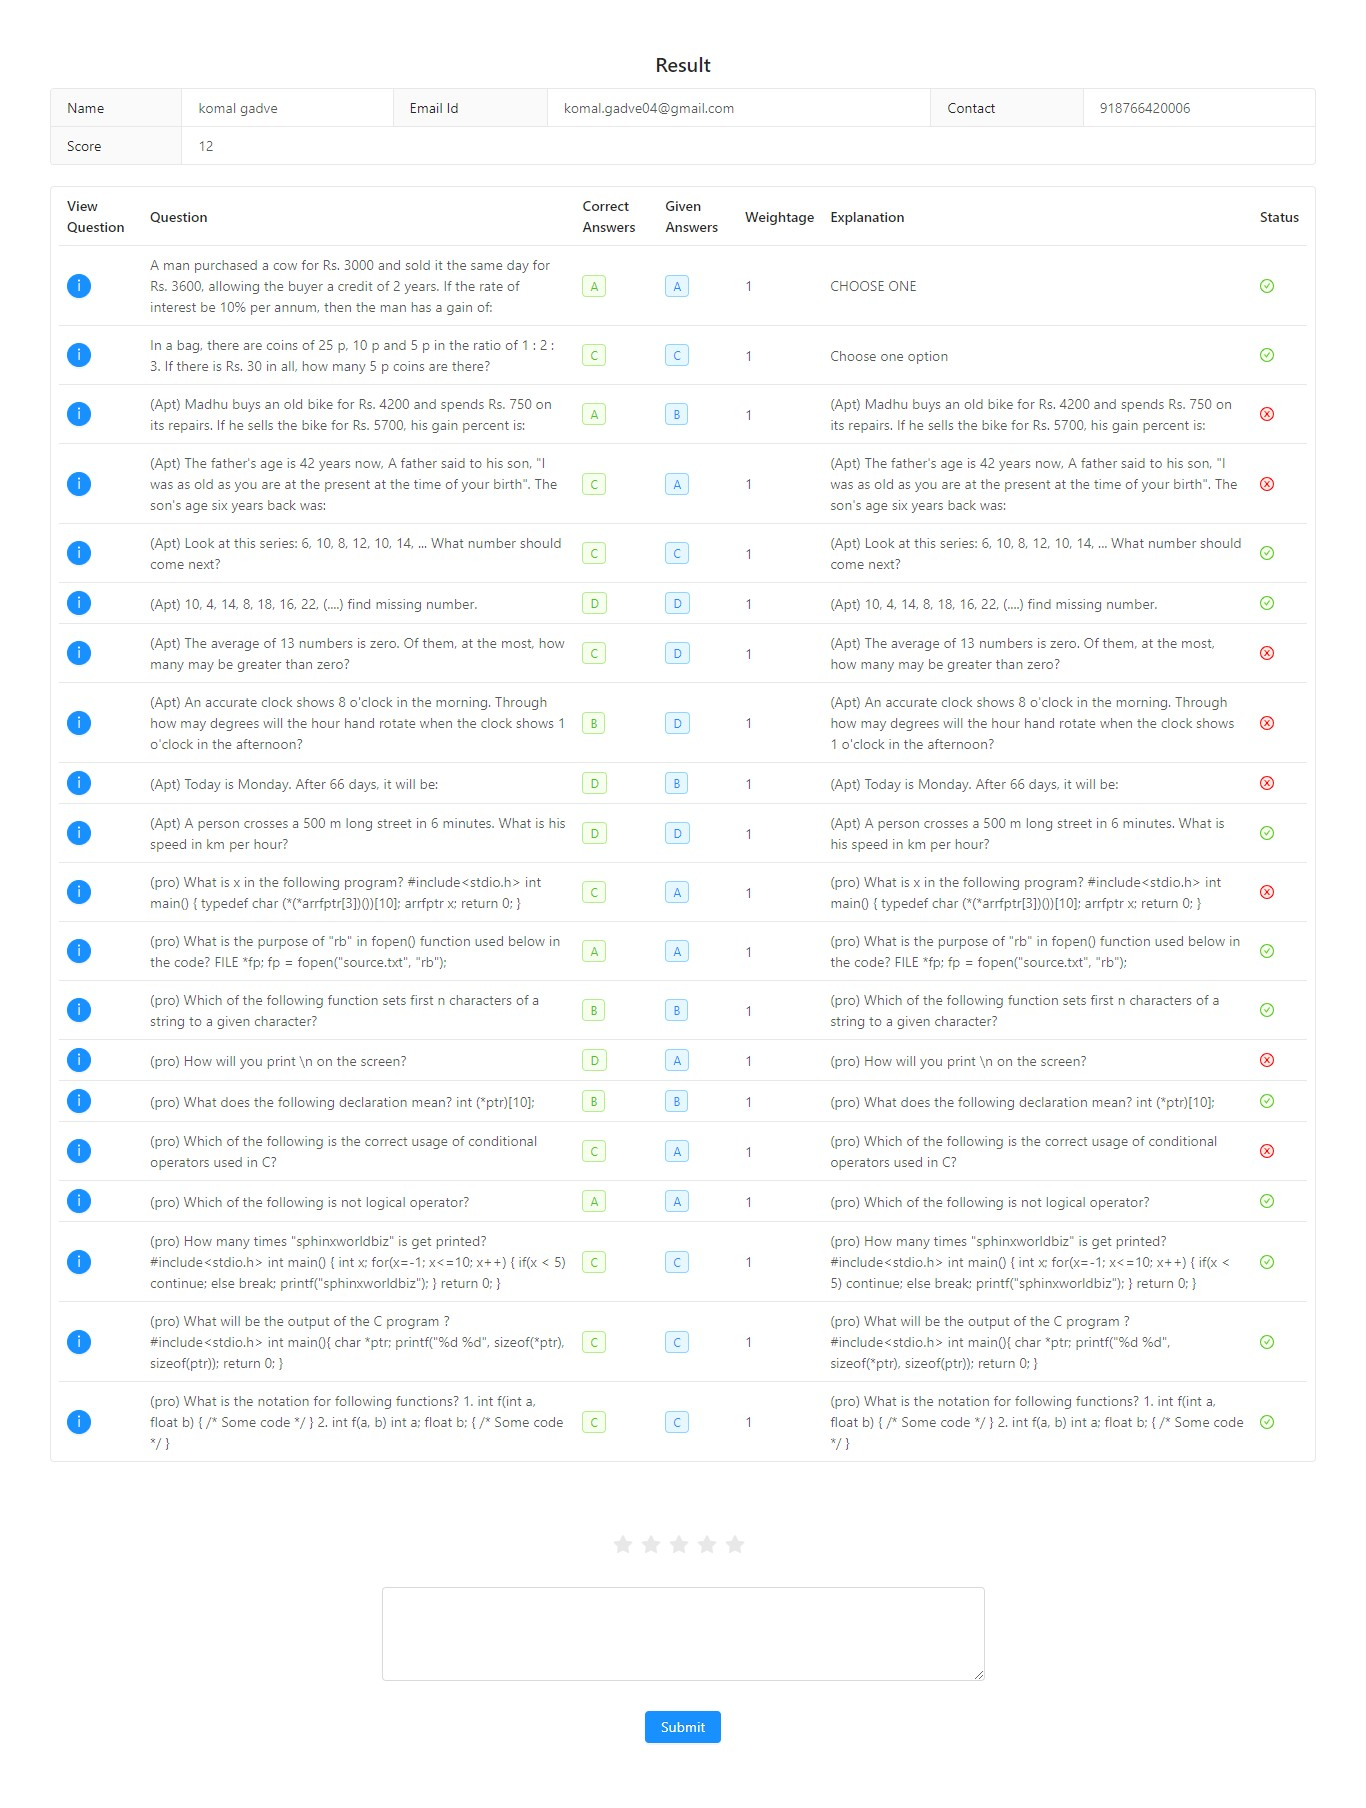 Result
Name komal gadve Email Id komal.gadve04@gmail.com Contact 918766420006
Score 12
View Question Question Correct Answers Given Answers Weightage Explanation Status
A man purchased a cow for Rs. 3000 and sold it the same day for
Rs. 3600, allowing the buyer a credit of 2 years. If the rate of
interest be 10% per annum, then the man has a gain of:
A A 1 CHOOSE ONE
In a bag, there are coins of 25 p, 10 p and 5 p in the ratio of 1 : 2 :
3. If there is Rs. 30 in all, how many 5 p coins are there?
C C 1 Choose one option
(Apt) Madhu buys an old bike for Rs. 4200 and spends Rs. 750 on
its repairs. If he sells the bike for Rs. 5700, his gain percent is:
A B 1
(Apt) Madhu buys an old bike for Rs. 4200 and spends Rs. 750 on
its repairs. If he sells the bike for Rs. 5700, his gain percent is:
(Apt) The father's age is 42 years now, A father said to his son, "I
was as old as you are at the present at the time of your birth". The
son's age six years back was:
C A 1
(Apt) The father's age is 42 years now, A father said to his son, "I
was as old as you are at the present at the time of your birth". The
son's age six years back was:
(Apt) Look at this series: 6, 10, 8, 12, 10, 14, ... What number should
come next?
C C 1
(Apt) Look at this series: 6, 10, 8, 12, 10, 14, ... What number should
come next?
(Apt) 10, 4, 14, 8, 18, 16, 22, (....) find missing number. D D 1 (Apt) 10, 4, 14, 8, 18, 16, 22, (....) find missing number.
(Apt) The average of 13 numbers is zero. Of them, at the most, how
many may be greater than zero?
C D 1
(Apt) The average of 13 numbers is zero. Of them, at the most,
how many may be greater than zero?
(Apt) An accurate clock shows 8 o'clock in the morning. Through
how may degrees will the hour hand rotate when the clock shows 1
o'clock in the afternoon?
B D 1
(Apt) An accurate clock shows 8 o'clock in the morning. Through
how may degrees will the hour hand rotate when the clock shows
1 o'clock in the afternoon?
(Apt) Today is Monday. After 66 days, it will be: D B 1 (Apt) Today is Monday. After 66 days, it will be:
(Apt) A person crosses a 500 m long street in 6 minutes. What is his
speed in km per hour?
D D 1
(Apt) A person crosses a 500 m long street in 6 minutes. What is
his speed in km per hour?
(pro) What is x in the following program? #include<stdio.h> int
main() { typedef char (*(*arrfptr[3])())[10]; arrfptr x; return 0; }
C A 1
(pro) What is x in the following program? #include<stdio.h> int
main() { typedef char (*(*arrfptr[3])())[10]; arrfptr x; return 0; }
(pro) What is the purpose of "rb" in fopen() function used below in
the code? FILE *fp; fp = fopen("source.txt", "rb");
A A 1
(pro) What is the purpose of "rb" in fopen() function used below in
the code? FILE *fp; fp = fopen("source.txt", "rb");
(pro) Which of the following function sets first n characters of a
string to a given character?
B B 1
(pro) Which of the following function sets first n characters of a
string to a given character?
(pro) How will you print \n on the screen? D A 1 (pro) How will you print \n on the screen?
(pro) What does the following declaration mean? int (*ptr)[10]; B B 1 (pro) What does the following declaration mean? int (*ptr)[10];
(pro) Which of the following is the correct usage of conditional
operators used in C?
C A 1
(pro) Which of the following is the correct usage of conditional
operators used in C?
(pro) Which of the following is not logical operator? A A 1 (pro) Which of the following is not logical operator?
(pro) How many times "sphinxworldbiz" is get printed?
#include<stdio.h> int main() { int x; for(x=-1; x<=10; x++) { if(x < 5)
continue; else break; printf("sphinxworldbiz"); } return 0; }
C C 1
(pro) How many times "sphinxworldbiz" is get printed?
#include<stdio.h> int main() { int x; for(x=-1; x<=10; x++) { if(x <
5) continue; else break; printf("sphinxworldbiz"); } return 0; }
(pro) What will be the output of the C program ?
#include<stdio.h> int main(){ char *ptr; printf("%d %d", sizeof(*ptr),
sizeof(ptr)); return 0; }
C C 1
(pro) What will be the output of the C program ?
#include<stdio.h> int main(){ char *ptr; printf("%d %d",
sizeof(*ptr), sizeof(ptr)); return 0; }
(pro) What is the notation for following functions? 1. int f(int a,
float b) { /* Some code */ } 2. int f(a, b) int a; float b; { /* Some code
*/ }
C C 1
(pro) What is the notation for following functions? 1. int f(int a,
float b) { /* Some code */ } 2. int f(a, b) int a; float b; { /* Some code
*/ }
Submit